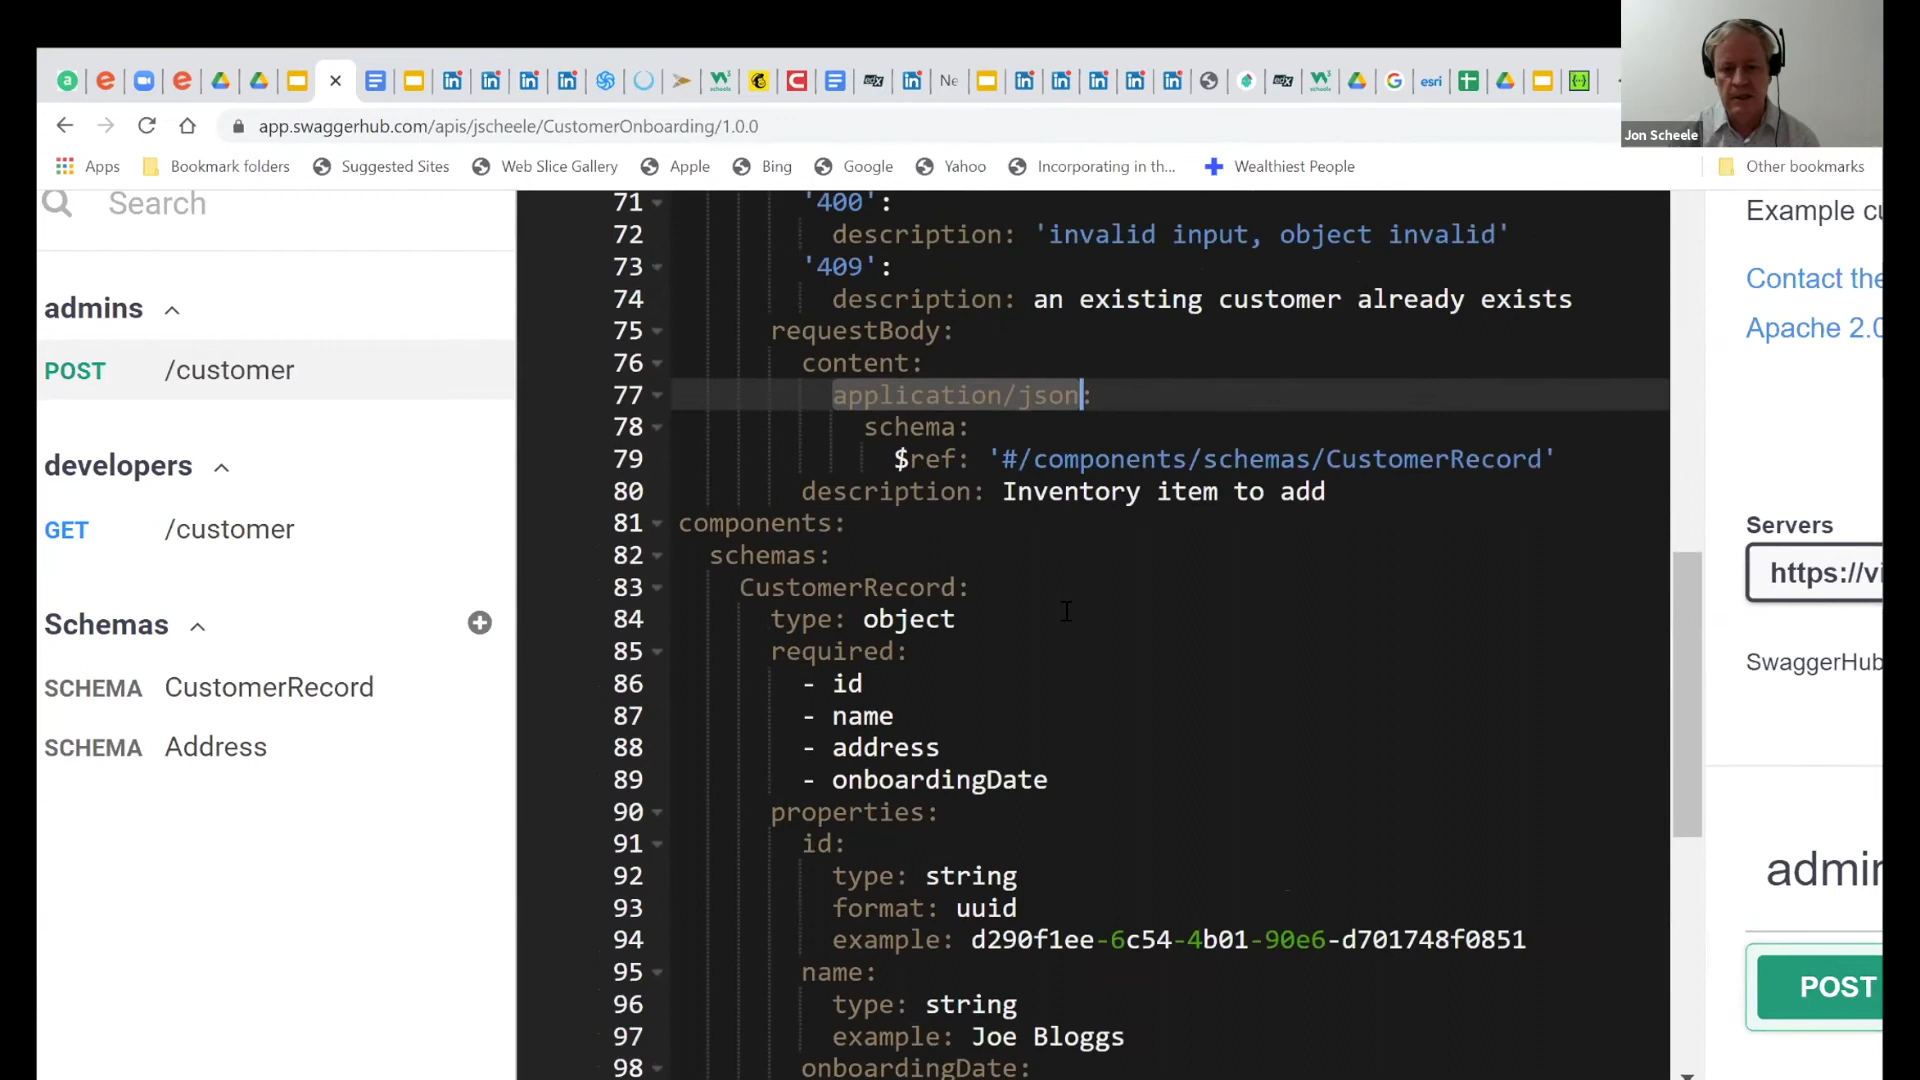 Ne
esri
app.swaggerhub.com/apis/jscheele/CustomerOnboarding/1.0.0
Jon Scheele
Apps
Bookmark folders
Suggested Sites
Web Slice Gallery
Apple
Bing
Google
Yahoo
Incorporating in th...
Wealthiest People
Other bookmarks
Search
admins
POST /customer
developers
GET /customer
Schemas
SCHEMA CustomerRecord
SCHEMA Address
71 '400':
72 description: 'invalid input, object invalid'
73 '409':
74 description: an existing customer already exists
75 requestBody:
76 content:
77 application/json:
78 schema:
79 $ref: '#/components/schemas/CustomerRecord'
80 description: Inventory item to add
81 components:
82 schemas:
83 CustomerRecord:
84 type: object
85 required:
86 - id
87 - name
88 - address
89 - onboardingDate
90 properties:
91 id:
92 type: string
93 format: uuid
94 example: d290f1ee-6c54-4b01-90e6-d701748f0851
95 name:
96 type: string
97 example: Joe Bloggs
98 onboardingDate:
Example cu
Contact the
Apache 2.0
Servers
https://vi
SwaggerHub
admin
POST